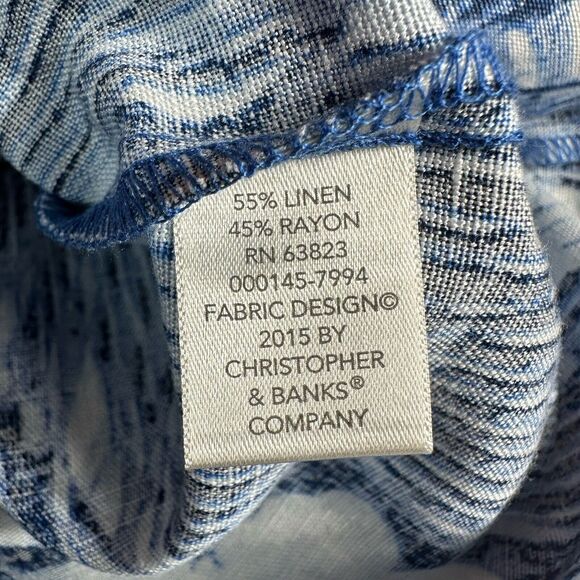 55% LINEN
45% RAYON
RN 63823
000145-7994
FABRIC DESIGN©
2015 BY
CHRISTOPHER
& BANKS®
COMPANY